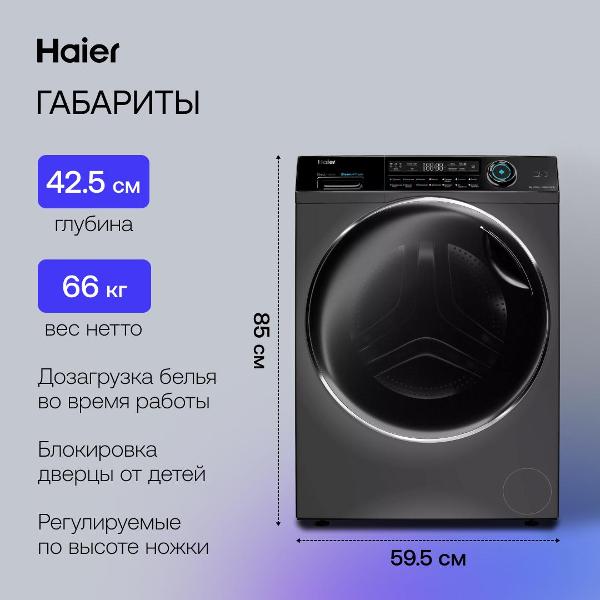 Haier
ГАБАРИТЫ
42.5 см
глубина
66 кг
вес нетто
Дозагрузка белья
во время работы
Блокировка
дверцы от детей
Регулируемые
по высоте ножки
85 см
Haier
59.5 см